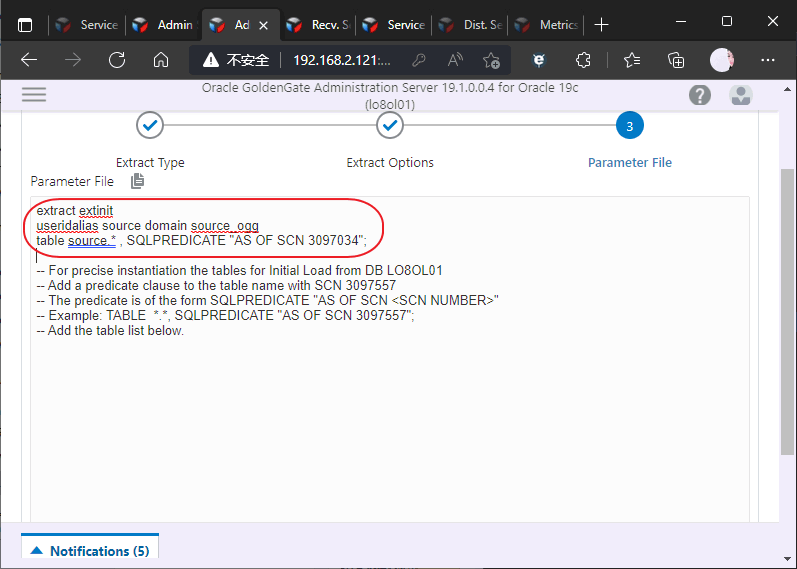 Service
Admin
Ad
Recv. S
Service
Dist. Se
Metrics
不安全
192.168.2.121:...
Oracle GoldenGate Administration Server 19.1.0.0.4 for Oracle 19c
(lo8ol01)
3
Extract Type
Extract Options
Parameter File
Parameter File
extract extinit
useridalias source domain source_ogg
table source.* , SQLPREDICATE "AS OF SCN 3097034";
-- For precise instantiation the tables for Initial Load from DB LO8OL01
-- Add a predicate clause to the table name with SCN 3097557
-- The predicate is of the form SQLPREDICATE "AS OF SCN <SCN NUMBER>"
-- Example: TABLE  *.*, SQLPREDICATE "AS OF SCN 3097557";
-- Add the table list below.
Notifications (5)